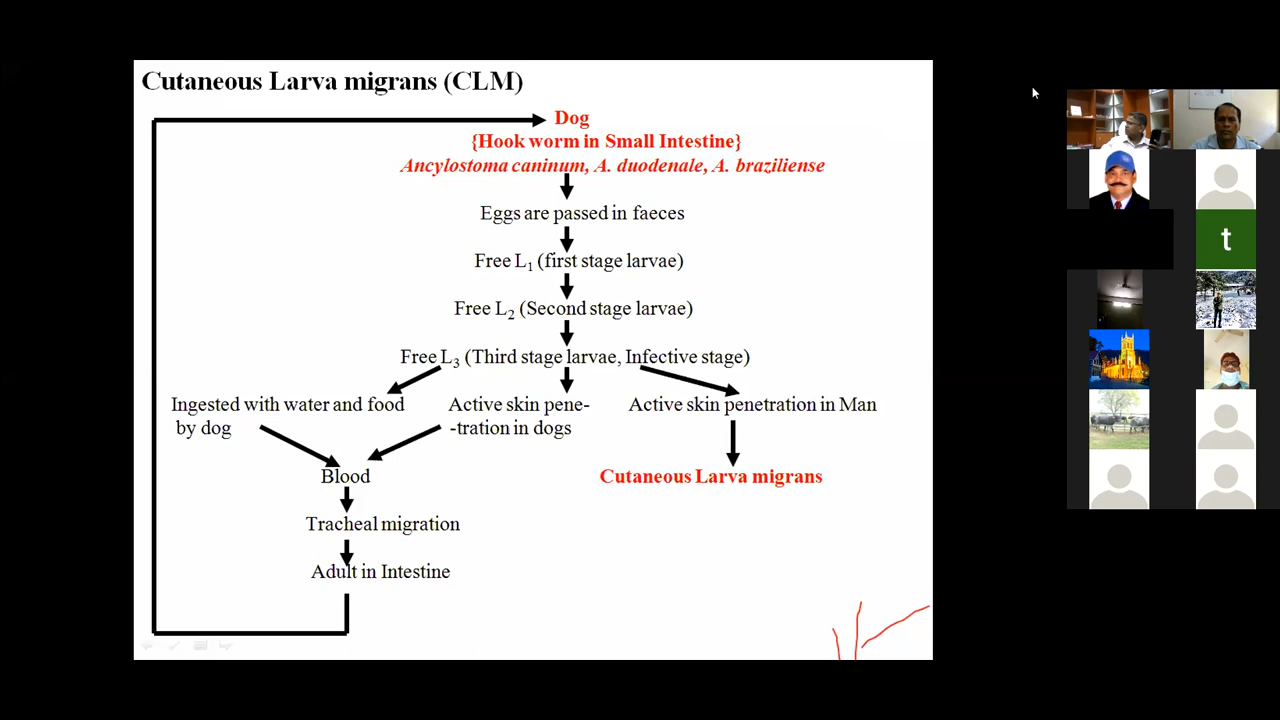 Cutaneous Larva migrans (CLM)
Dog
{Hook worm in Small Intestine}
Ancylostoma caninum, A. duodenale, A. braziliense
Eggs are passed in faeces
Free L₁ (first stage larvae)
Free L₂ (Second stage larvae)
Free L₃ (Third stage larvae, Infective stage)
Ingested with water and food
by dog
Active skin pene-
-tration in dogs
Active skin penetration in Man
Blood
Cutaneous Larva migrans
Tracheal migration
Adult in Intestine
t